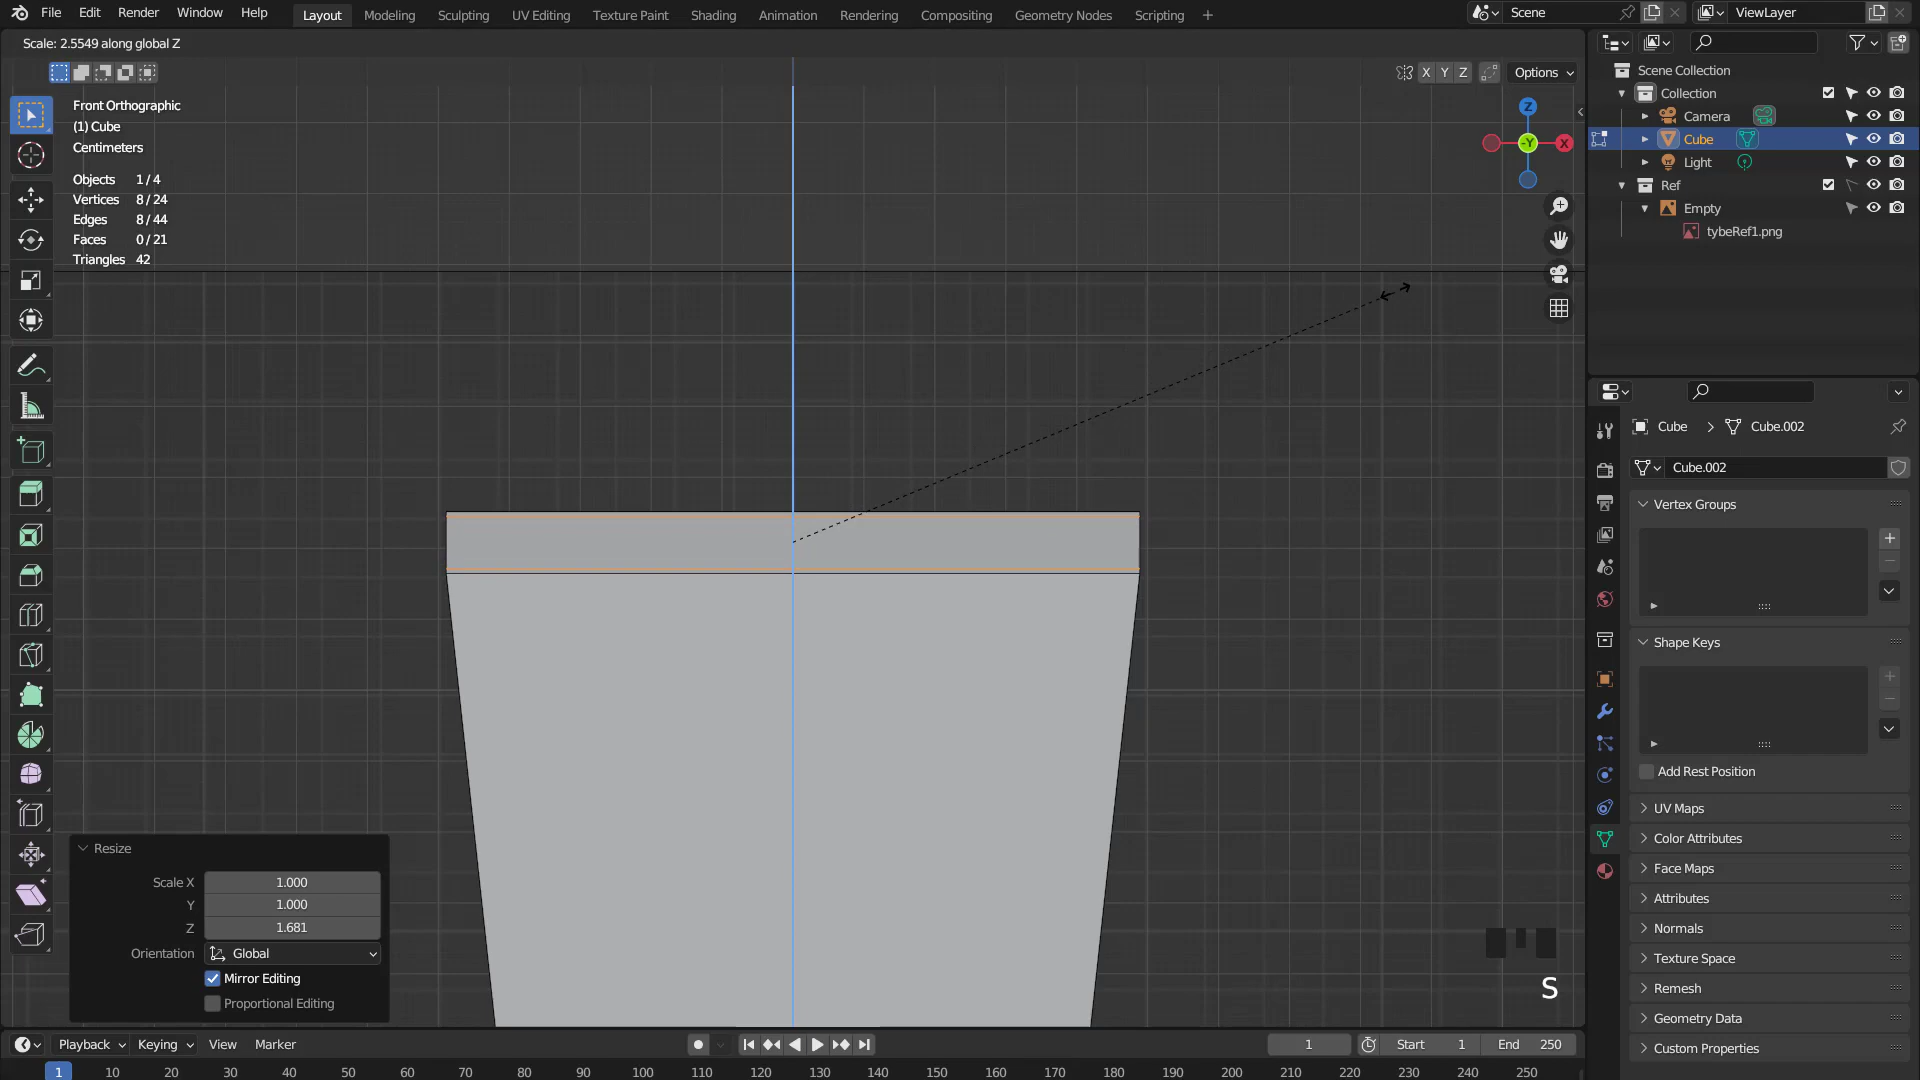 File Edit Render Window Help
Layout Modeling Sculpting UV Editing Texture Paint Shading Animation Rendering Compositing Geometry Nodes Scripting +
Scene
ViewLayer
Scale: 2.5549 along global Z
X Y Z
Options
Front Orthographic
(1) Cube
Centimeters
Objects 1 / 4
Vertices 8 / 24
Edges 8 / 44
Faces 0 / 21
Triangles 42
Z
-Y
X
Scene Collection
Collection
Camera
Cube
Light
Ref
Empty
tybeRef1.png
Cube > Cube.002
Cube.002
Vertex Groups
Shape Keys
Add Rest Position
UV Maps
Color Attributes
Face Maps
Attributes
Normals
Texture Space
Remesh
Geometry Data
Custom Properties
Resize
Scale X 1.000
Y 1.000
Z 1.681
Orientation Global
Mirror Editing
Proportional Editing
S
Playback Keying View Marker
1
Start 1
End 250
1 10 20 30 40 50 60 70 80 90 100 110 120 130 140 150 160 170 180 190 200 210 220 230 240 250